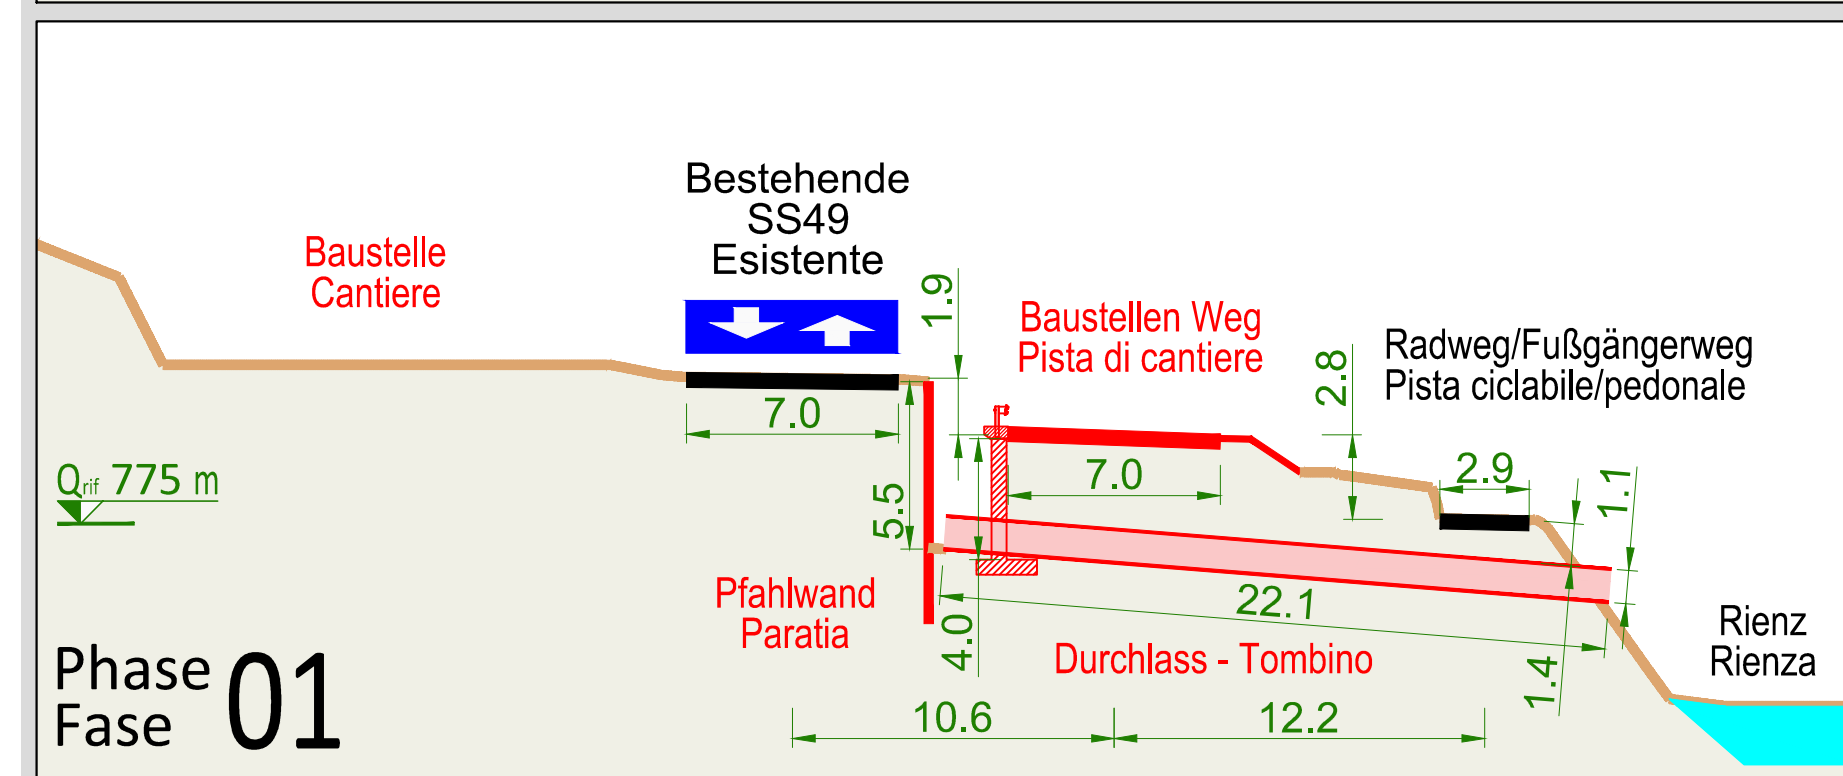 Bestehende
SS49
Esistente
Baustelle
Cantiere
1.9
Baustellen Weg
Pista di cantiere
2.8
Radweg/Fußgängerweg
Pista ciclabile/pedonale
7.0
7.0
2.9
1.1
Qrif 775 m
5.5
Pfahlwand
Paratia
4.0
22.1
Durchlass - Tombino
1.4
Rienz
Rienza
Phase
Fase
01
10.6
12.2